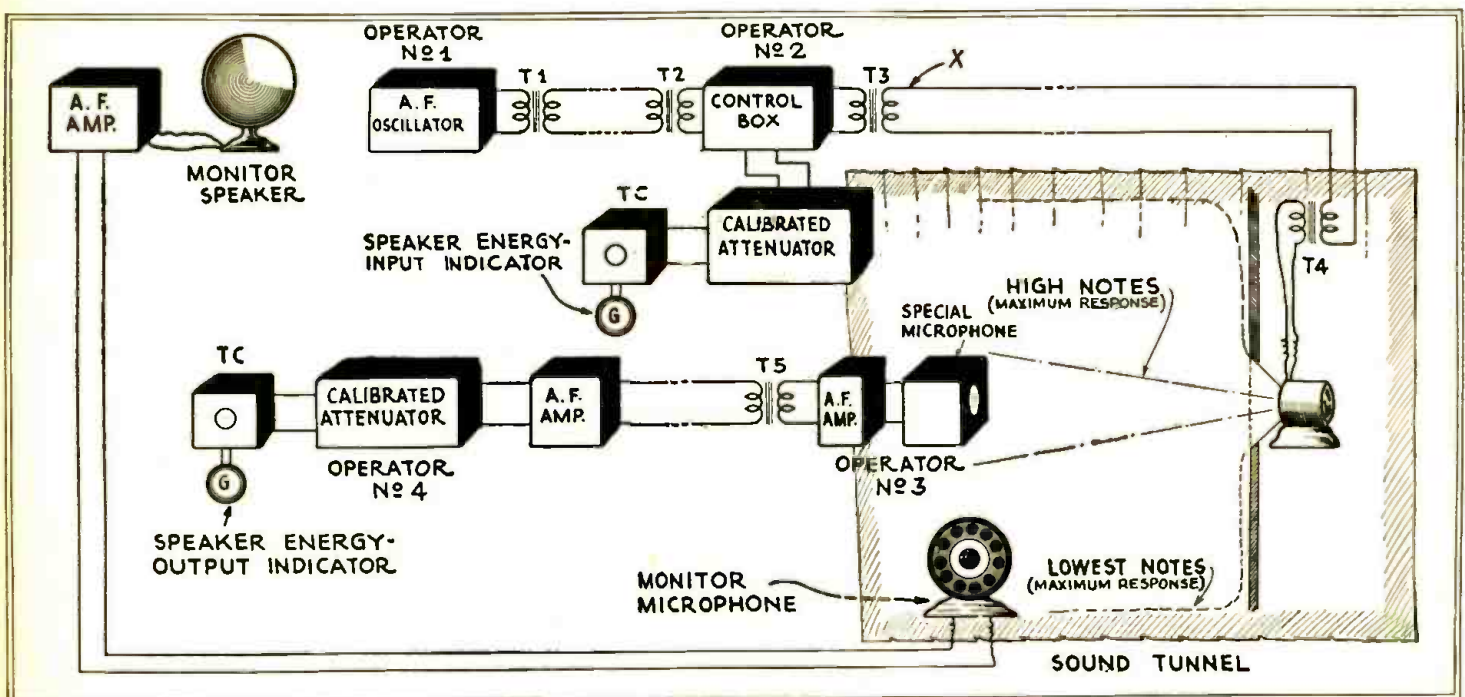 A. F.
AMP.
MONITOR
SPEAKER
OPERATOR
Nº 1
A. F.
OSCILLATOR
T1
T2
OPERATOR
Nº 2
CONTROL
BOX
T3
X
TC
SPEAKER ENERGY-
INPUT INDICATOR
G
CALIBRATED
ATTENUATOR
T4
HIGH NOTES
(MAXIMUM RESPONSE)
SPECIAL
MICROPHONE
TC
G
CALIBRATED
ATTENUATOR
OPERATOR
Nº 4
A. F.
AMP.
T5
A. F.
AMP.
OPERATOR
Nº 3
SPEAKER ENERGY-
OUTPUT INDICATOR
MONITOR
MICROPHONE
LOWEST NOTES
(MAXIMUM RESPONSE)
SOUND TUNNEL